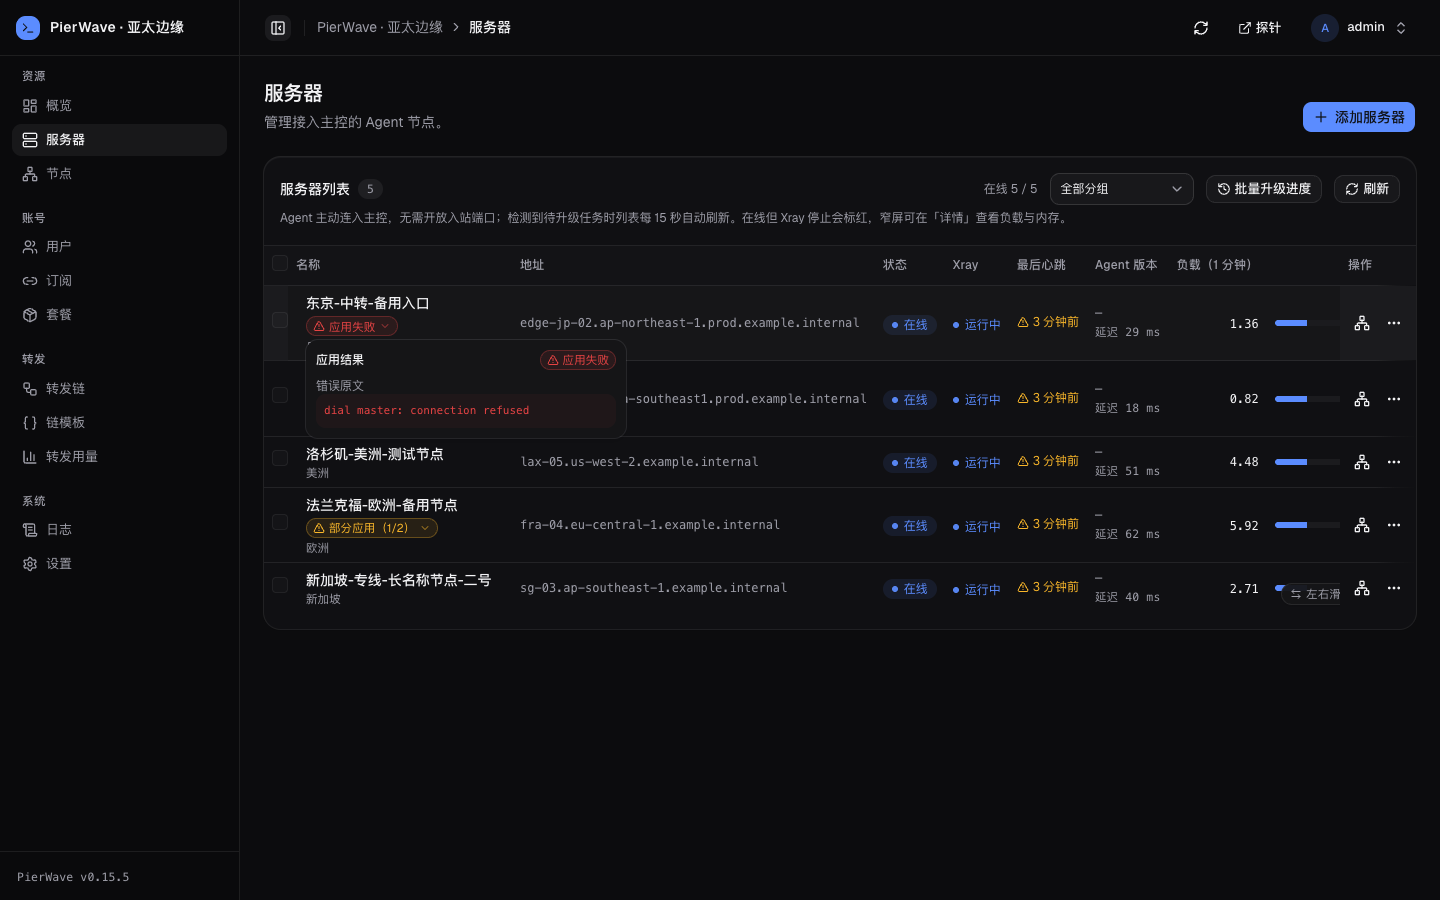 PierWave · 亚太边缘
PierWave · 亚太边缘 > 服务器
探针
A
admin
资源
概览
服务器
节点
账号
用户
订阅
套餐
转发
转发链
链模板
转发用量
系统
日志
设置
PierWave v0.15.5
服务器
管理接入主控的 Agent 节点。
添加服务器
服务器列表 5
在线 5 / 5
全部分组
批量升级进度
刷新
Agent 主动连入主控，无需开放入站端口；检测到待升级任务时列表每 15 秒自动刷新。在线但 Xray 停止会标红，窄屏可在「详情」查看负载与内存。
名称 地址 状态 Xray 最后心跳 Agent 版本 负载（1 分钟） 操作
东京-中转-备用入口
应用失败
edge-jp-02.ap-northeast-1.prod.example.internal
在线
运行中
3 分钟前
—
延迟 29 ms
1.36
应用结果
应用失败
错误原文
dial master: connection refused
-southeast1.prod.example.internal
在线
运行中
3 分钟前
—
延迟 18 ms
0.82
洛杉矶-美洲-测试节点
美洲
lax-05.us-west-2.example.internal
在线
运行中
3 分钟前
—
延迟 51 ms
4.48
法兰克福-欧洲-备用节点
部分应用（1/2）
欧洲
fra-04.eu-central-1.example.internal
在线
运行中
3 分钟前
—
延迟 62 ms
5.92
新加坡-专线-长名称节点-二号
新加坡
sg-03.ap-southeast-1.example.internal
在线
运行中
3 分钟前
—
延迟 40 ms
2.71
左右滑